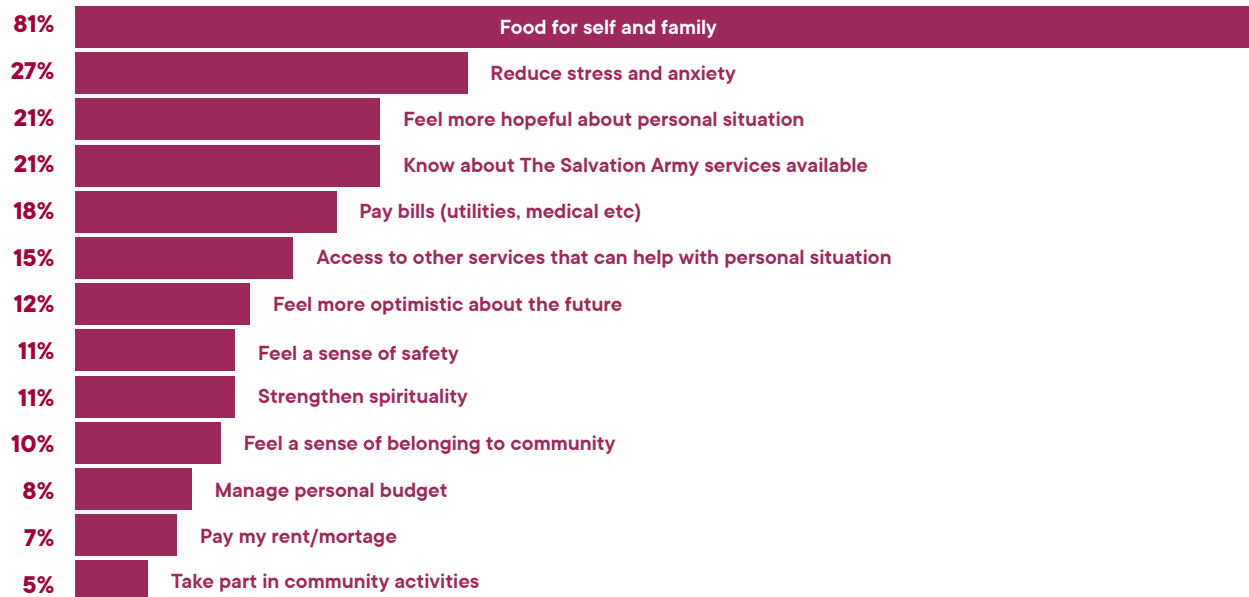 81% Food for self and family
27% Reduce stress and anxiety
21% Feel more hopeful about personal situation
21% Know about The Salvation Army services available
18% Pay bills (utilities, medical etc)
15% Access to other services that can help with personal situation
12% Feel more optimistic about the future
11% Feel a sense of safety
11% Strengthen spirituality
10% Feel a sense of belonging to community
8% Manage personal budget
7% Pay my rent/mortage
5% Take part in community activities